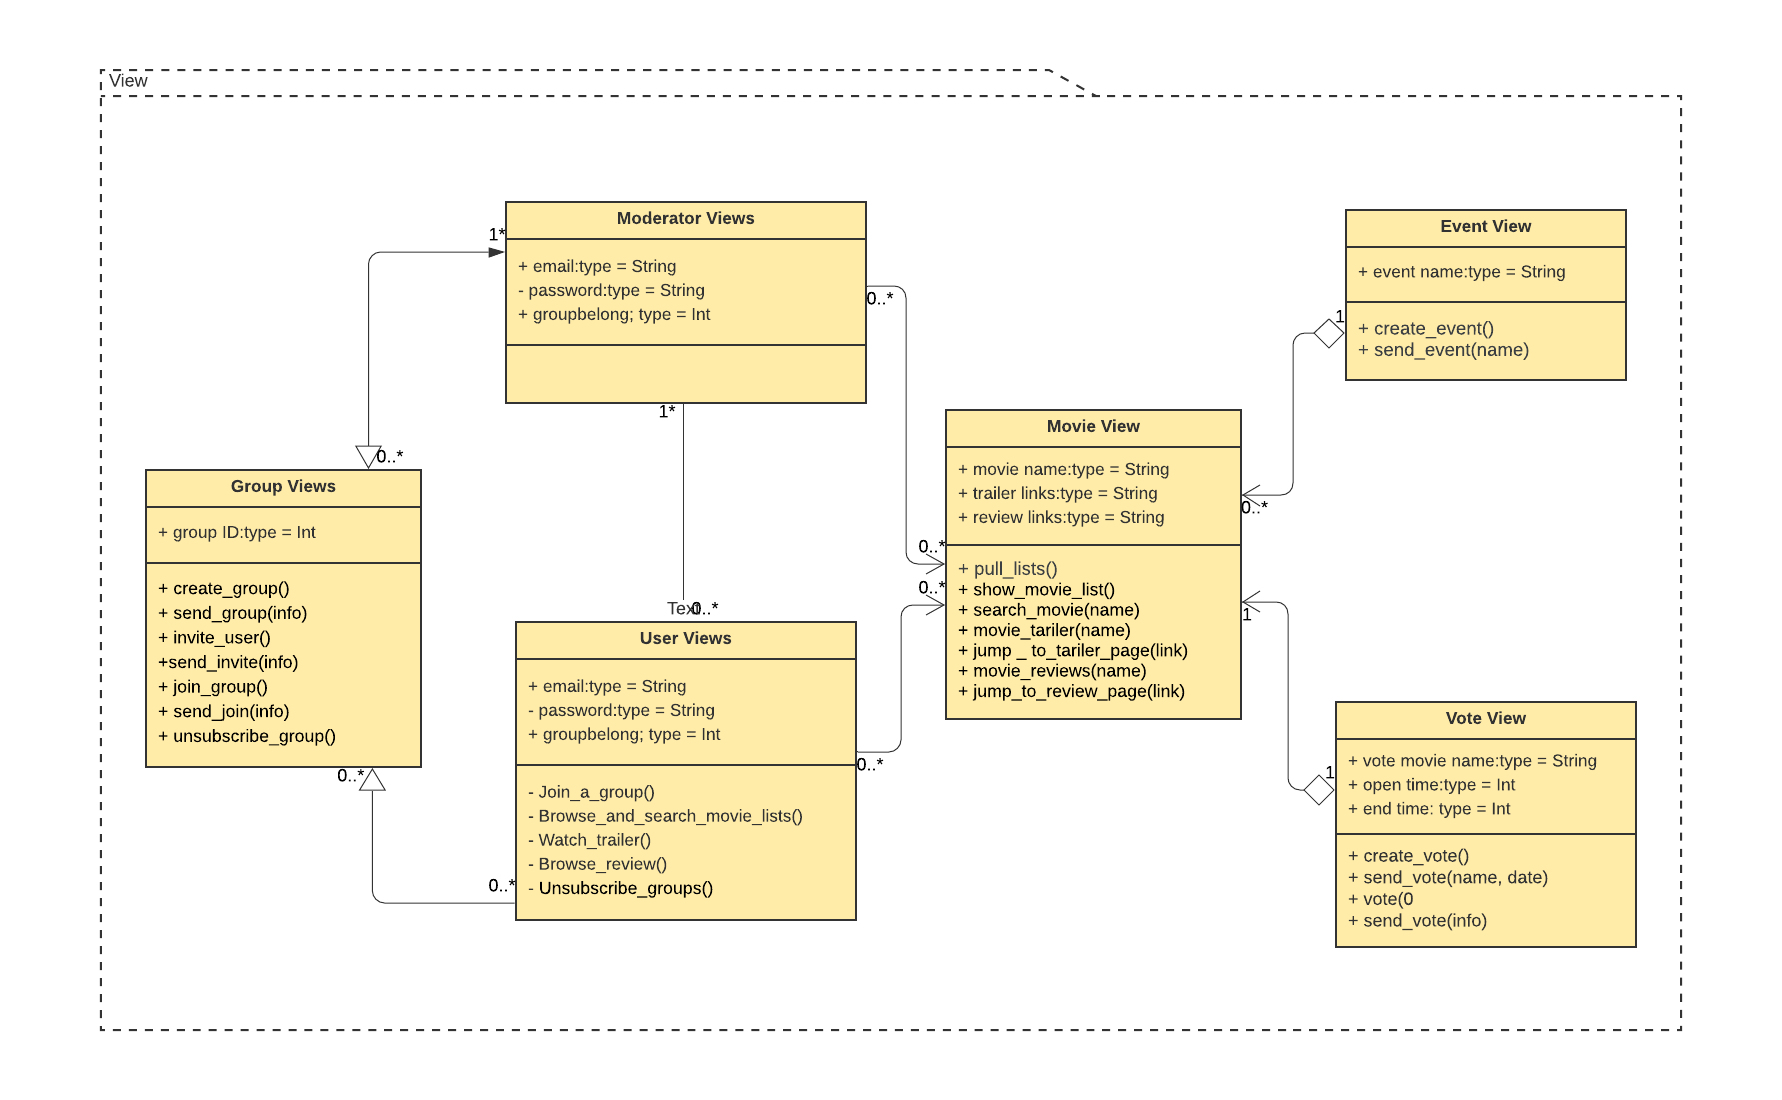 View
Moderator Views
+ email:type = String
- password:type = String
+ groupbelong; type = Int
1*
0..*
1*
Event View
+ event name:type = String
+ create_event()
+ send_event(name)
1
0..*
Group Views
+ group ID:type = Int
+ create_group()
+ send_group(info)
+ invite_user()
+send_invite(info)
+ join_group()
+ send_join(info)
+ unsubscribe_group()
0..*
0..*
Movie View
+ movie name:type = String
+ trailer links:type = String
+ review links:type = String
+ pull_lists()
+ show_movie_list()
+ search_movie(name)
+ movie_tariler(name)
+ jump _ to_tariler_page(link)
+ movie_reviews(name)
+ jump_to_review_page(link)
0..*
0..*
1
Text
0..*
User Views
+ email:type = String
- password:type = String
+ groupbelong; type = Int
- Join_a_group()
- Browse_and_search_movie_lists()
- Watch_trailer()
- Browse_review()
- Unsubscribe_groups()
0..*
0..*
Vote View
+ vote movie name:type = String
+ open time:type = Int
+ end time: type = Int
+ create_vote()
+ send_vote(name, date)
+ vote(0
+ send_vote(info)
1